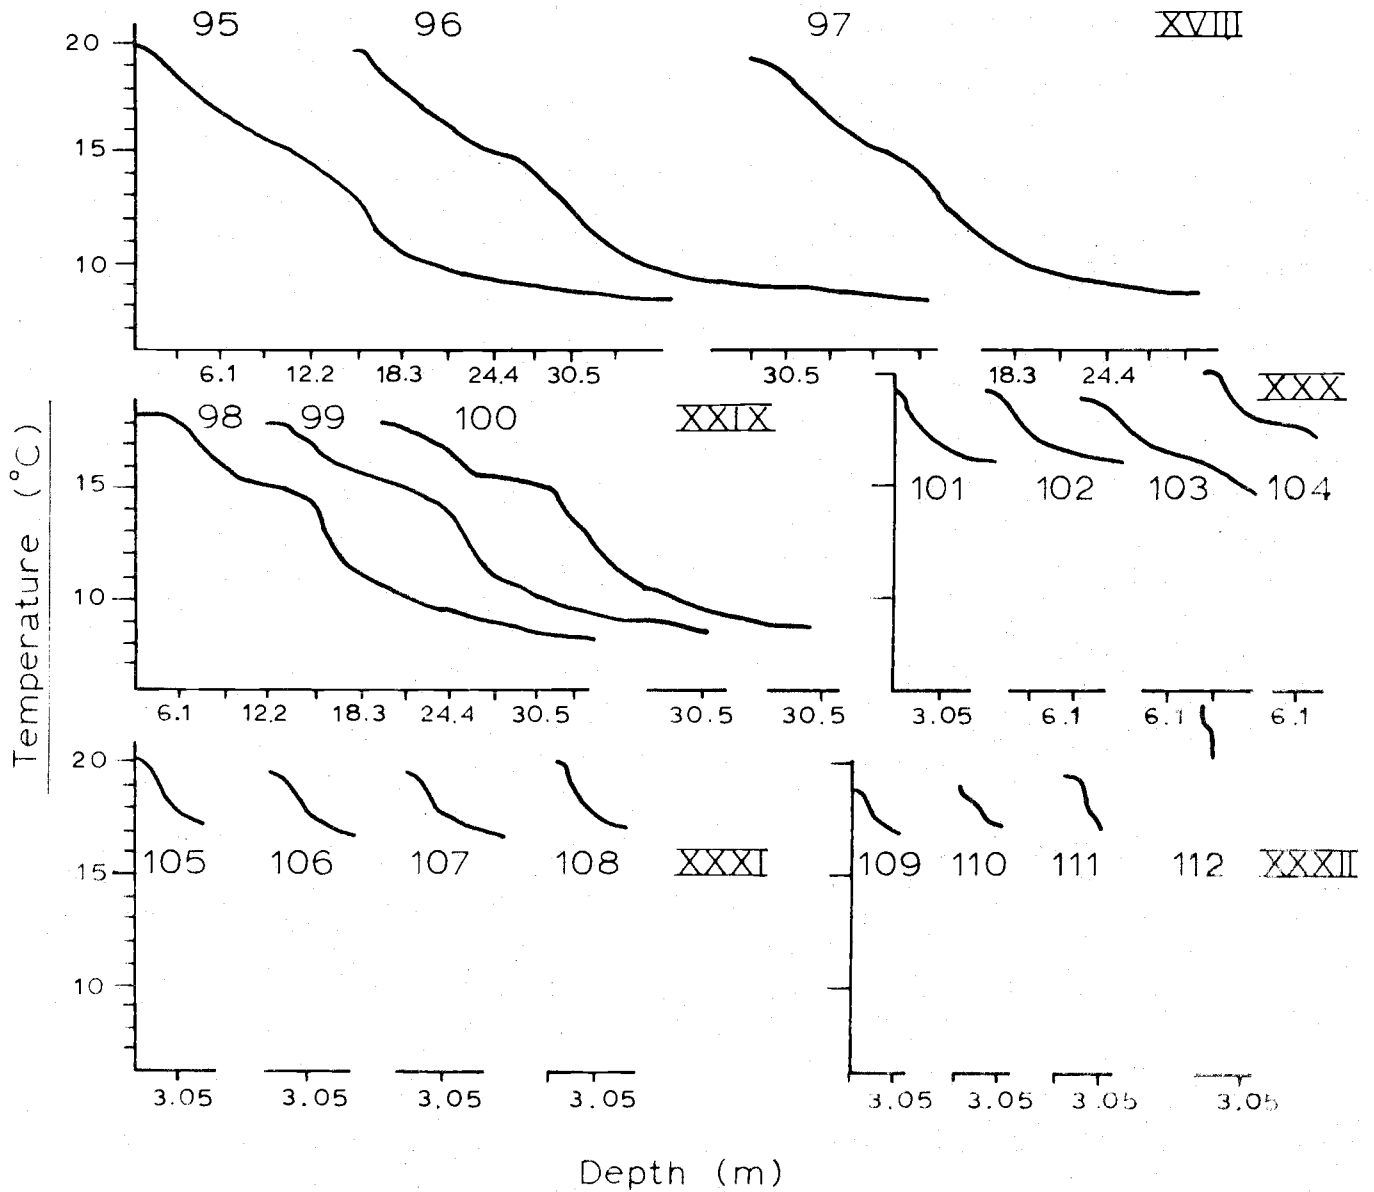 95 96 97 XVIII
20
15
10
6.1 12.2 18.3 24.4 30.5 30.5 18.3 24.4
98 99 100 XXIX XXX
15
10
101 102 103 104
6.1 12.2 18.3 24.4 30.5 30.5 30.5 3.05 6.1 6.1 6.1
Temperature (°C)
20
15
10
105 106 107 108 XXXI 109 110 111 112 XXXII
3.05 3.05 3.05 3.05 3.05 3.05 3.05 3.05
Depth (m)